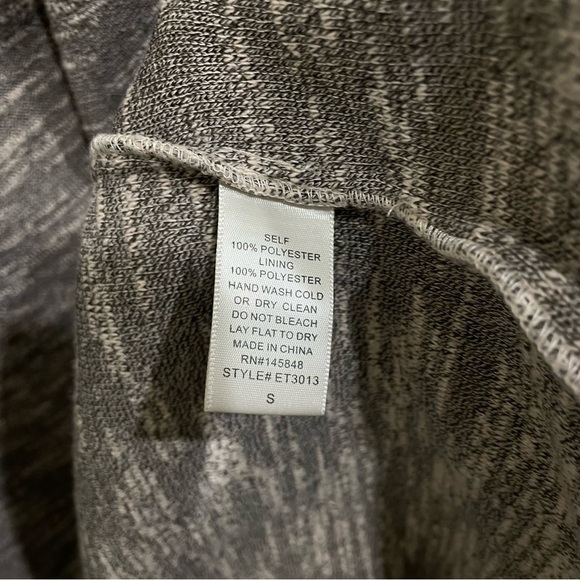 SELF
100% POLYESTER
LINING
100% POLYESTER
HAND WASH COLD
OR DRY CLEAN
DO NOT BLEACH
LAY FLAT TO DRY
MADE IN CHINA
RN#145848
STYLE# ET3013
S